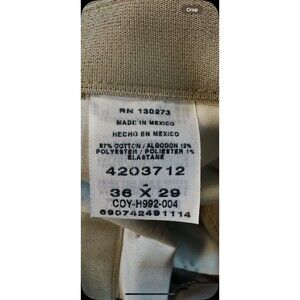 Crop
RN 130273
MADE IN MEXICO
HECHO EN MEXICO
87% COTTON / ALGODON 12%
POLYESTER / POLIESTER 1%
ELASTANE
4203712
36 X 29
COY-H992-004
690742491114